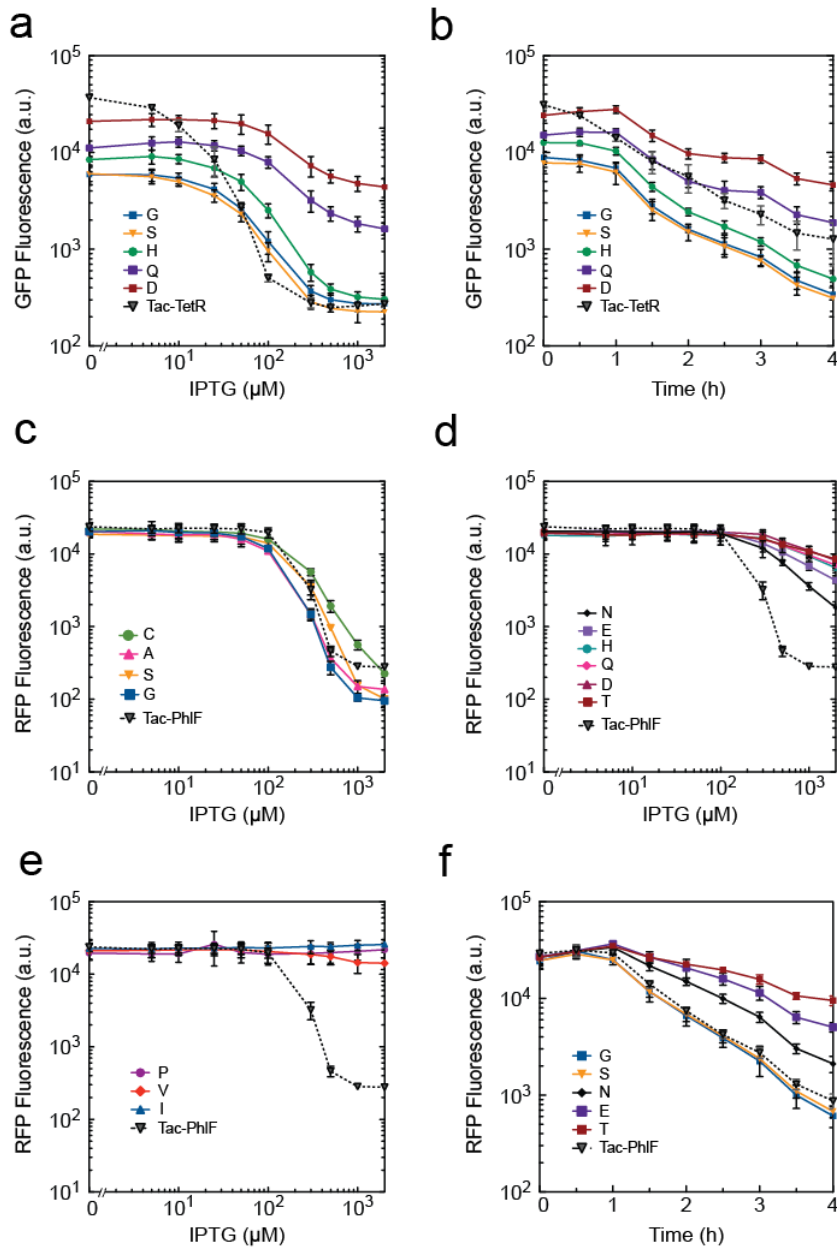 a
GFP Fluorescence (a.u.)
10^5
10^4
10^3
10^2
G
S
H
Q
D
Tac-TetR
0 10^1 10^2 10^3
IPTG (µM)
b
GFP Fluorescence (a.u.)
10^5
10^4
10^3
10^2
G
S
H
Q
D
Tac-TetR
0 1 2 3 4
Time (h)
c
RFP Fluorescence (a.u.)
10^5
10^4
10^3
10^2
10^1
C
A
S
G
Tac-PhlF
0 10^1 10^2 10^3
IPTG (µM)
d
RFP Fluorescence (a.u.)
10^5
10^4
10^3
10^2
10^1
N
E
H
Q
D
T
Tac-PhlF
0 10^1 10^2 10^3
IPTG (µM)
e
RFP Fluorescence (a.u.)
10^5
10^4
10^3
10^2
10^1
P
V
I
Tac-PhlF
0 10^1 10^2 10^3
IPTG (µM)
f
RFP Fluorescence (a.u.)
10^5
10^4
10^3
10^2
G
S
N
E
T
Tac-PhlF
0 1 2 3 4
Time (h)